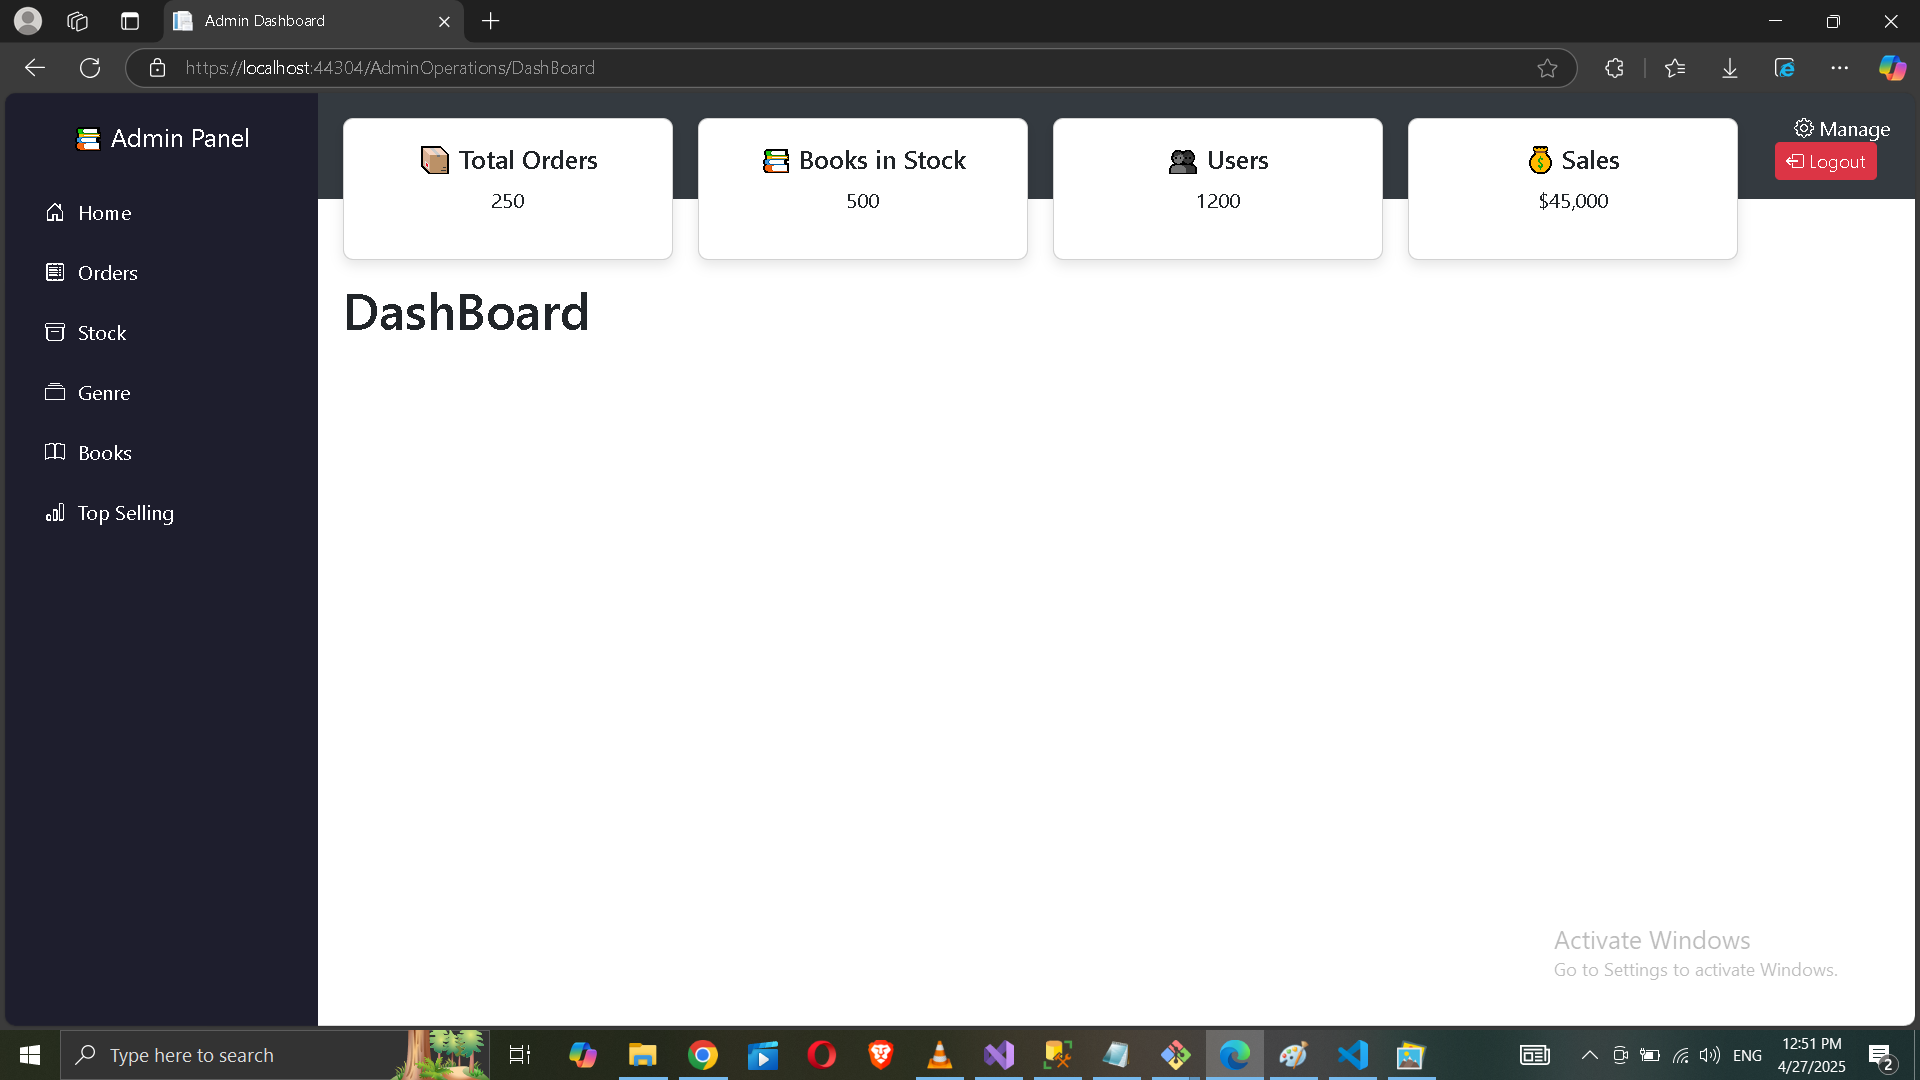 Admin Dashboard
https://localhost:44304/AdminOperations/DashBoard
Admin Panel
Home
Orders
Stock
Genre
Books
Top Selling
Total Orders
250
Books in Stock
500
Users
1200
Sales
$45,000
Manage
Logout
DashBoard
Activate Windows
Go to Settings to activate Windows.
Type here to search
ENG
12:51 PM
4/27/2025
2